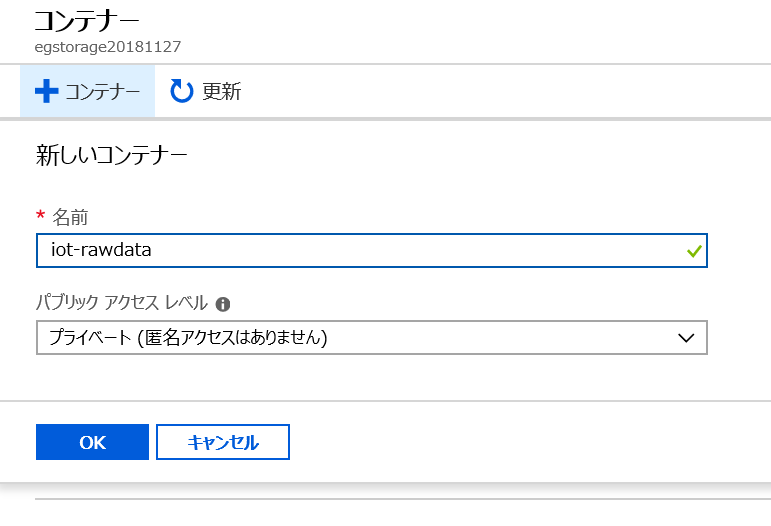 コンテナー
egstorage20181127
コンテナー 更新
新しいコンテナー
* 名前
iot-rawdata
パブリック アクセス レベル
プライベート (匿名アクセスはありません)
OK キャンセル